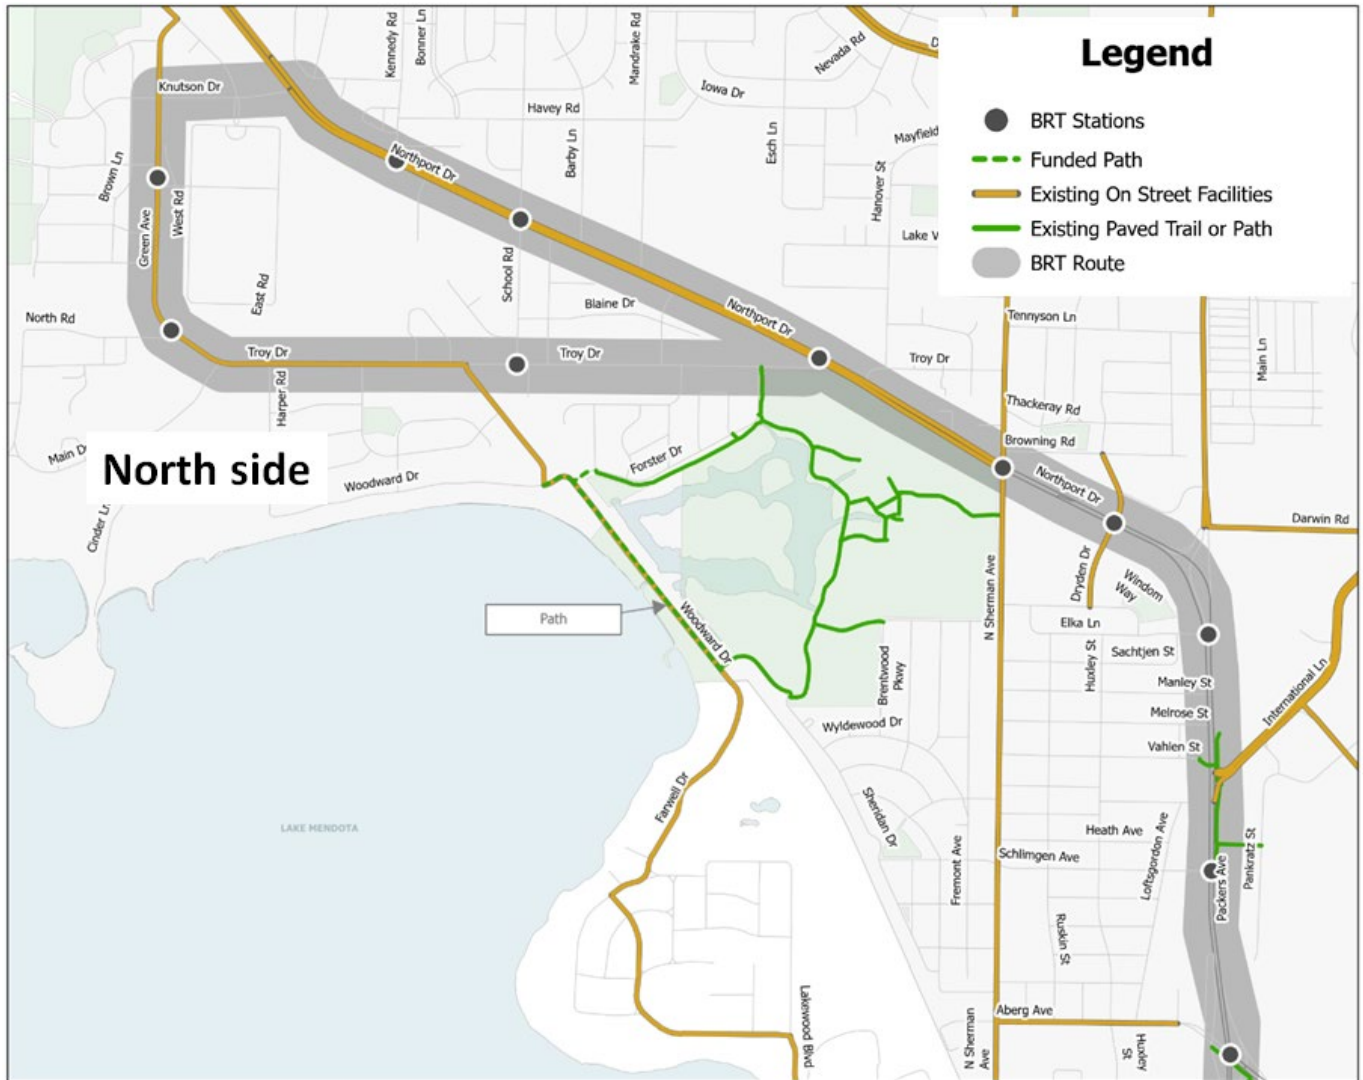 Legend
BRT Stations
Funded Path
Existing On Street Facilities
Existing Paved Trail or Path
BRT Route
Kennedy Rd
Bonner Ln
Mandrake Rd
Nevada Rd
D
Knutson Dr
Iowa Dr
Havey Rd
Barby Ln
Esch Ln
Mayfield
Hanover St
Northport Dr
Brown Ln
West Rd
Green Ave
School Rd
Lake V
East Rd
Blaine Dr
Northport Dr
North Rd
Tennyson Ln
Main Ln
Troy Dr
Troy Dr
Troy Dr
Harper Rd
Thackeray Rd
Main Dr
North side
Browning Rd
Forster Dr
Woodward Dr
Northport Dr
Darwin Rd
Cinder Ln
N Sherman Ave
Dryden Dr
Windom
Way
Path
Woodward Dr
Elka Ln
Huxley St
Sachtjen St
Brentwood
Pkwy
Manley St
International Ln
Melrose St
Wyldewood Dr
Vahlen St
Farwell Dr
Sheridan Dr
LAKE MENDOTA
Heath Ave
Loftsgordon Ave
Schlimgen Ave
Fremont Ave
Packers Ave
Pankratz St
Ruskin St
Lakewood Blvd
N Sherman
Ave
Aberg Ave
Huxley
St